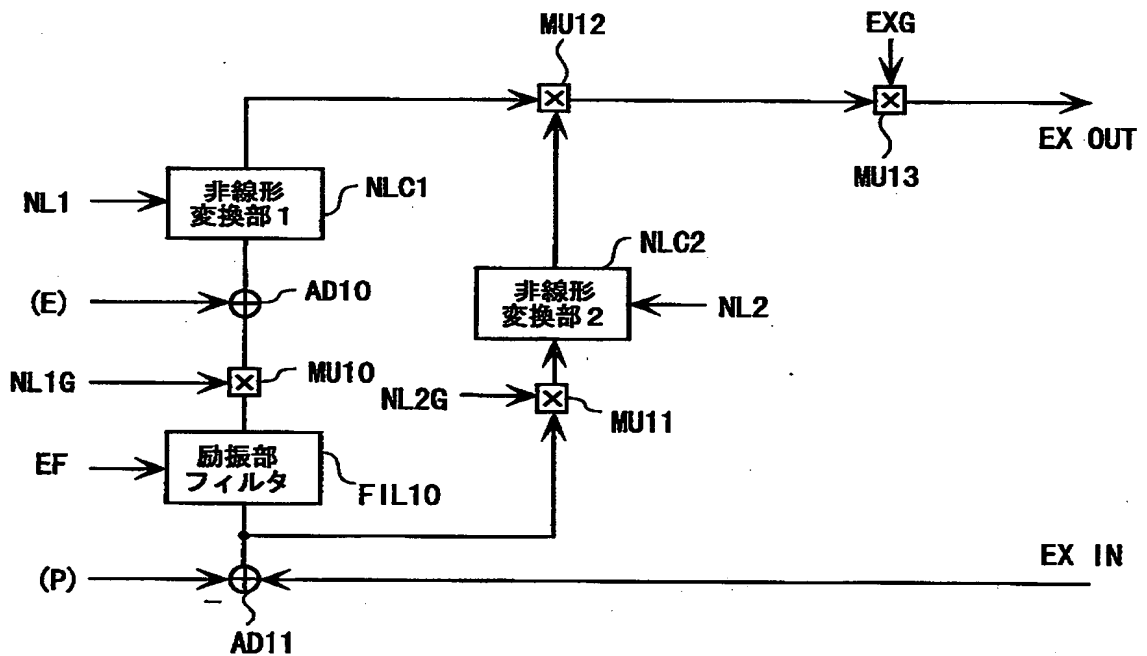 MU12
EXG
EX OUT
MU13
NL1
非線形
変換部1
NLC1
NLC2
(E)
AD10
非線形
変換部2
NL2
NL1G
MU10
NL2G
MU11
EF
励振部
フィルタ
FIL10
EX IN
(P)
−
AD11